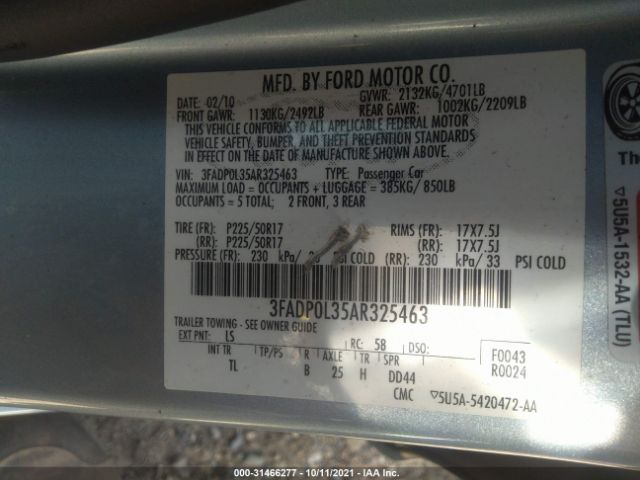 MFD. BY FORD MOTOR CO.
DATE: 02/10 GVWR: 2132KG/4701LB
FRONT GAWR: 1130KG/2492LB REAR GAWR: 1002KG/2209LB
THIS VEHICLE CONFORMS TO ALL APPLICABLE FEDERAL MOTOR
VEHICLE SAFETY, BUMPER, AND THEFT PREVENTION STANDARDS
IN EFFECT ON THE DATE OF MANUFACTURE SHOWN ABOVE.
VIN: 3FADP0L35AR325463 TYPE: Passenger Car
MAXIMUM LOAD = OCCUPANTS + LUGGAGE = 385KG/ 850LB
OCCUPANTS = 5 TOTAL: 2 FRONT, 3 REAR
TIRE (FR): P225/50R17 RIMS (FR): 17X7.5J
(RR): P225/50R17 (RR): 17X7.5J
PRESSURE (FR): 230 kPa/ PSI COLD (RR): 230 kPa/ 33 PSI COLD
3FADP0L35AR325463
TRAILER TOWING - SEE OWNER GUIDE
EXT PNT: LS RC: 58 DSO:
INT TR TP/PS R AXLE TR SPR
TL B 25 H DD44
F0043
R0024
CMC ▽5U5A-5420472-AA
The
▽5U5A-1532-AA (TLU)
000-31466277 - 10/11/2021 - IAA Inc.